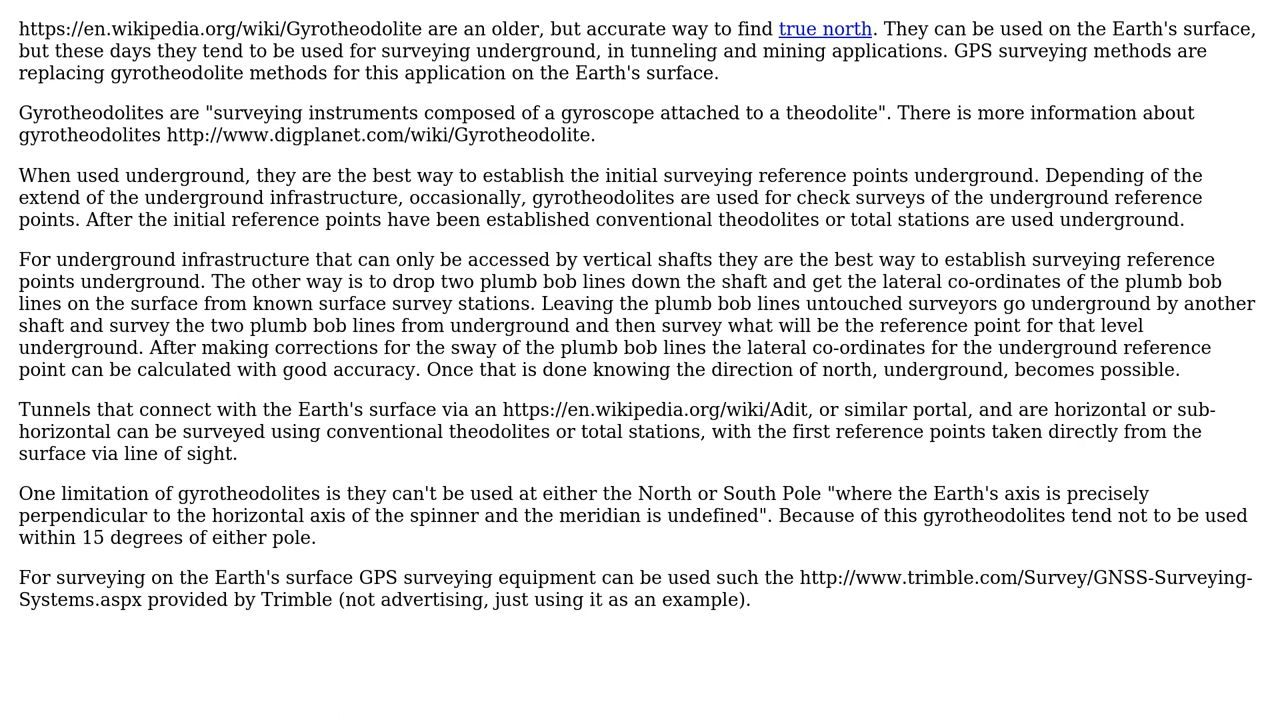 https://en.wikipedia.org/wiki/Gyrotheodolite are an older, but accurate way to find true north. They can be used on the Earth's surface,
but these days they tend to be used for surveying underground, in tunneling and mining applications. GPS surveying methods are
replacing gyrotheodolite methods for this application on the Earth's surface.
Gyrotheodolites are "surveying instruments composed of a gyroscope attached to a theodolite". There is more information about
gyrotheodolites http://www.digplanet.com/wiki/Gyrotheodolite.
When used underground, they are the best way to establish the initial surveying reference points underground. Depending of the
extend of the underground infrastructure, occasionally, gyrotheodolites are used for check surveys of the underground reference
points. After the initial reference points have been established conventional theodolites or total stations are used underground.
For underground infrastructure that can only be accessed by vertical shafts they are the best way to establish surveying reference
points underground. The other way is to drop two plumb bob lines down the shaft and get the lateral co-ordinates of the plumb bob
lines on the surface from known surface survey stations. Leaving the plumb bob lines untouched surveyors go underground by another
shaft and survey the two plumb bob lines from underground and then survey what will be the reference point for that level
underground. After making corrections for the sway of the plumb bob lines the lateral co-ordinates for the underground reference
point can be calculated with good accuracy. Once that is done knowing the direction of north, underground, becomes possible.
Tunnels that connect with the Earth's surface via an https://en.wikipedia.org/wiki/Adit, or similar portal, and are horizontal or sub-
horizontal can be surveyed using conventional theodolites or total stations, with the first reference points taken directly from the
surface via line of sight.
One limitation of gyrotheodolites is they can't be used at either the North or South Pole "where the Earth's axis is precisely
perpendicular to the horizontal axis of the spinner and the meridian is undefined". Because of this gyrotheodolites tend not to be used
within 15 degrees of either pole.
For surveying on the Earth's surface GPS surveying equipment can be used such the http://www.trimble.com/Survey/GNSS-Surveying-
Systems.aspx provided by Trimble (not advertising, just using it as an example).